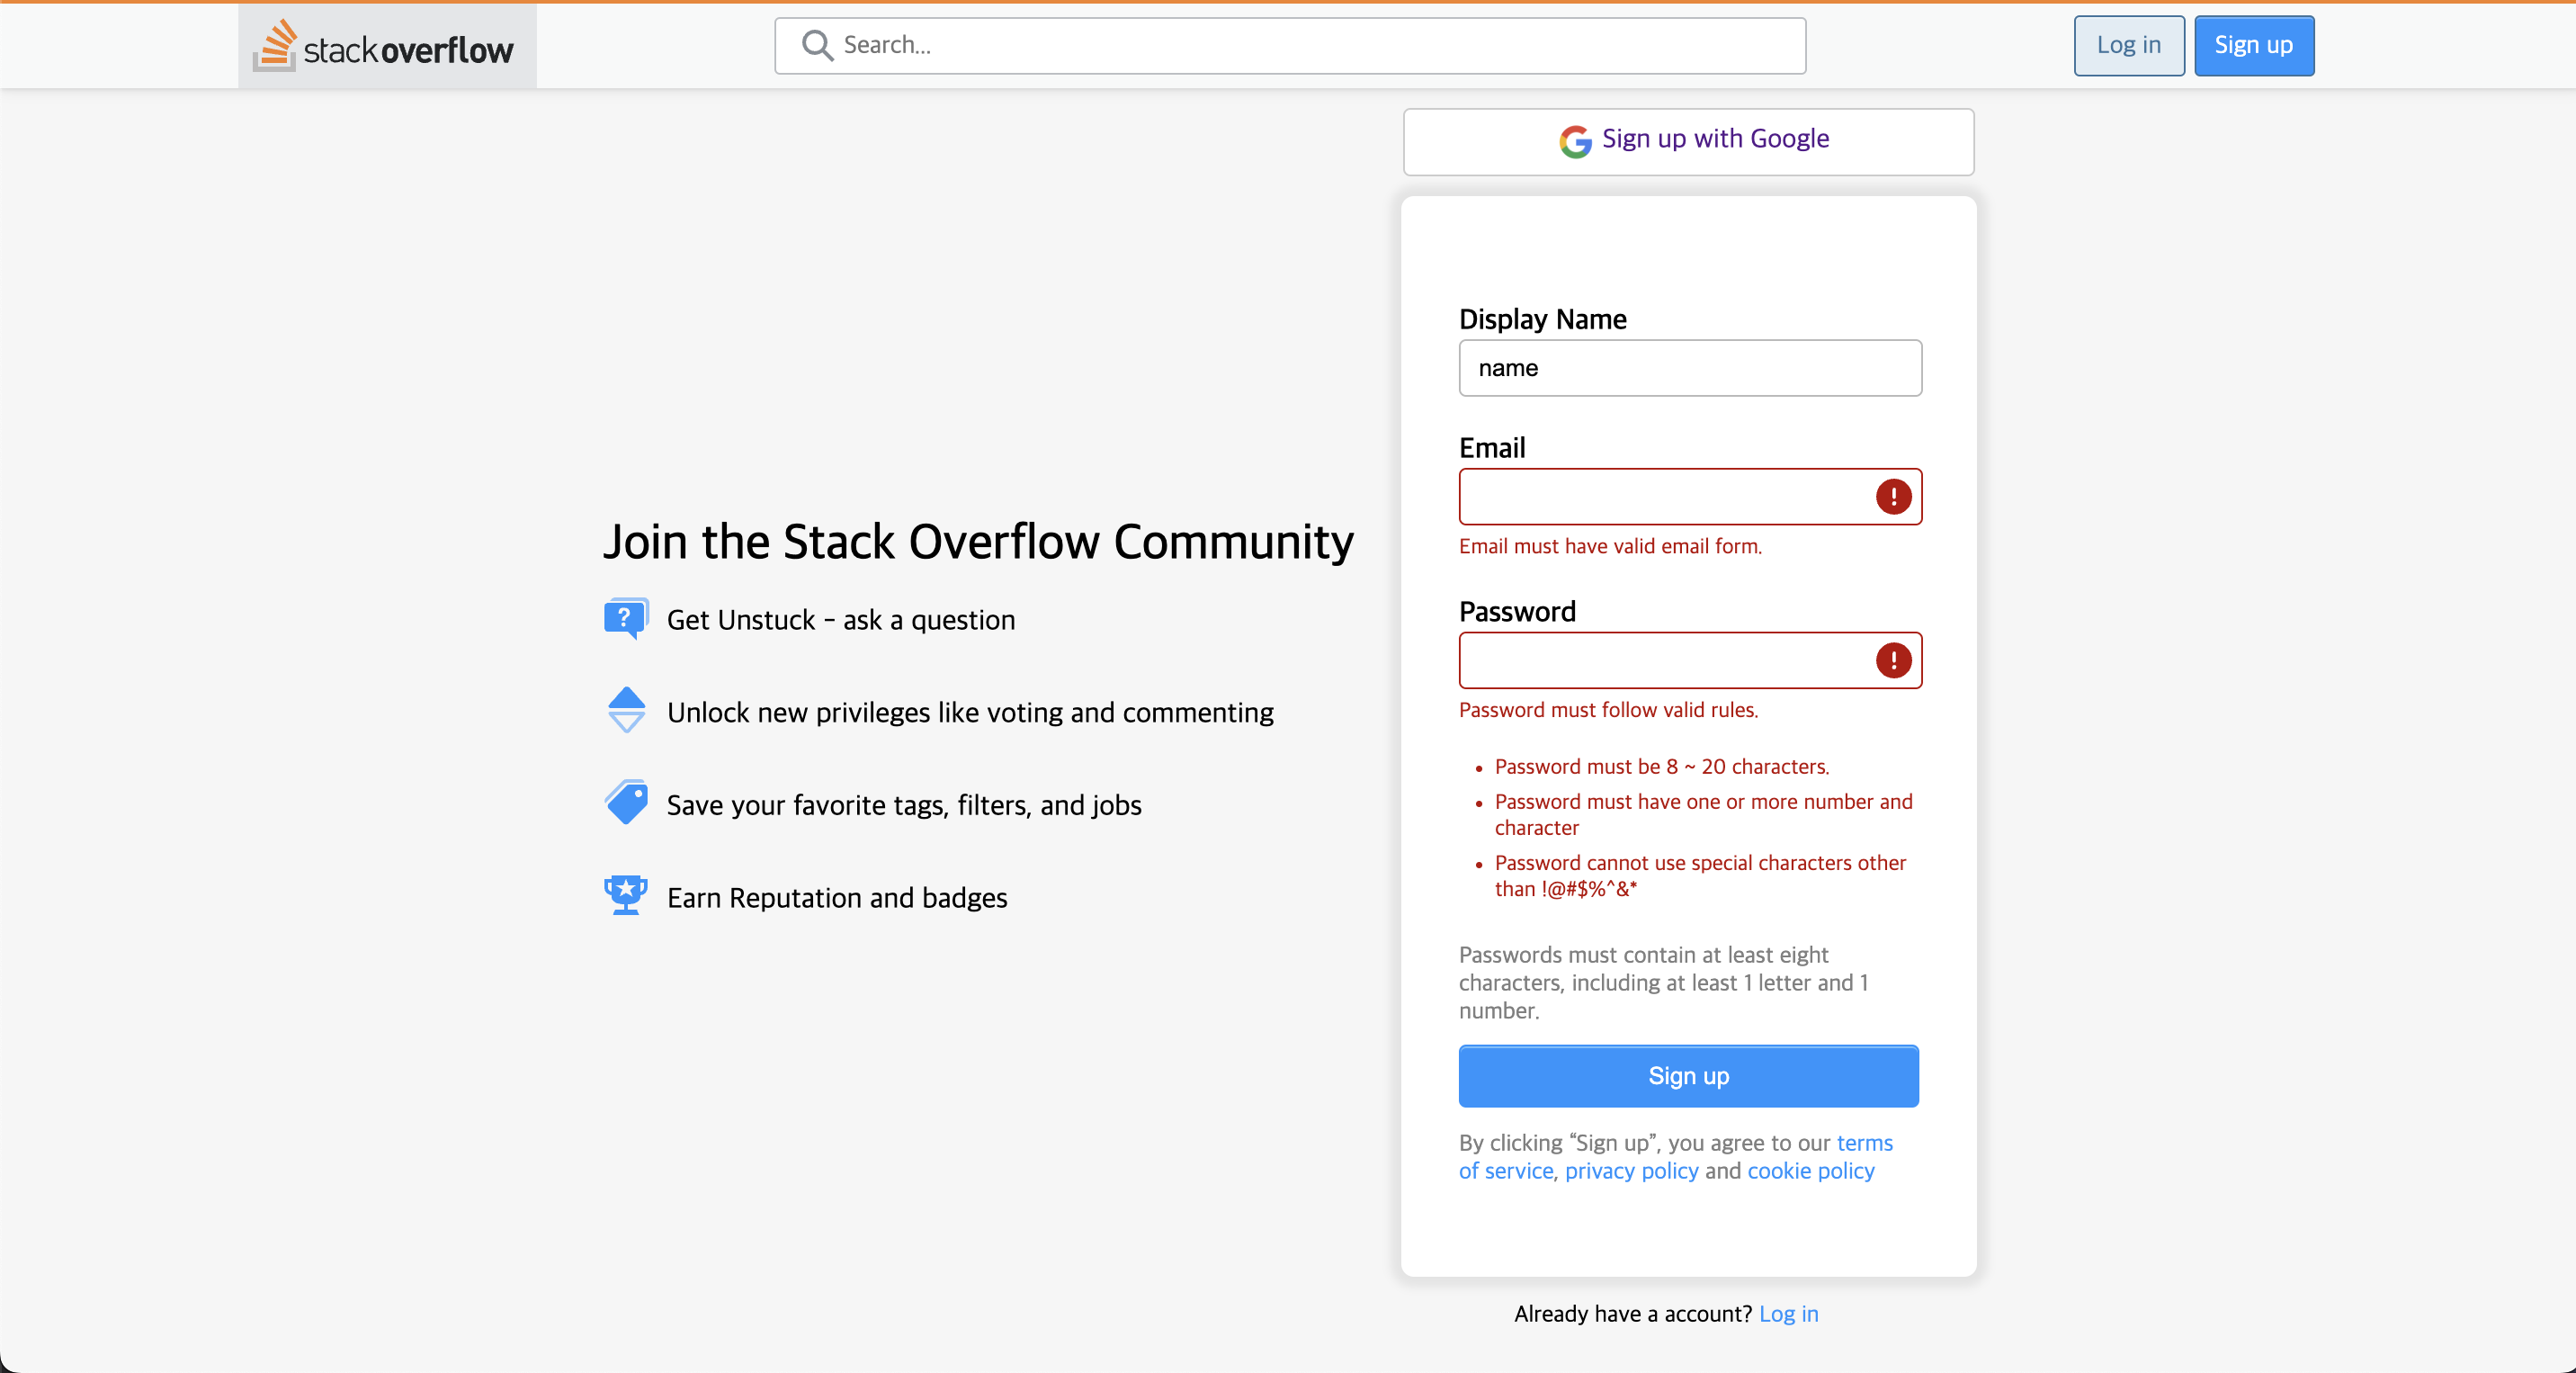 stackoverflow
Search...
Log in
Sign up
Sign up with Google
Join the Stack Overflow Community
Get Unstuck - ask a question
Unlock new privileges like voting and commenting
Save your favorite tags, filters, and jobs
Earn Reputation and badges
Display Name
name
Email
Email must have valid email form.
Password
Password must follow valid rules.
• Password must be 8 ~ 20 characters.
• Password must have one or more number and
character
• Password cannot use special characters other
than !@#$%^&*
Passwords must contain at least eight
characters, including at least 1 letter and 1
number.
Sign up
By clicking “Sign up”, you agree to our terms
of service, privacy policy and cookie policy
Already have a account? Log in